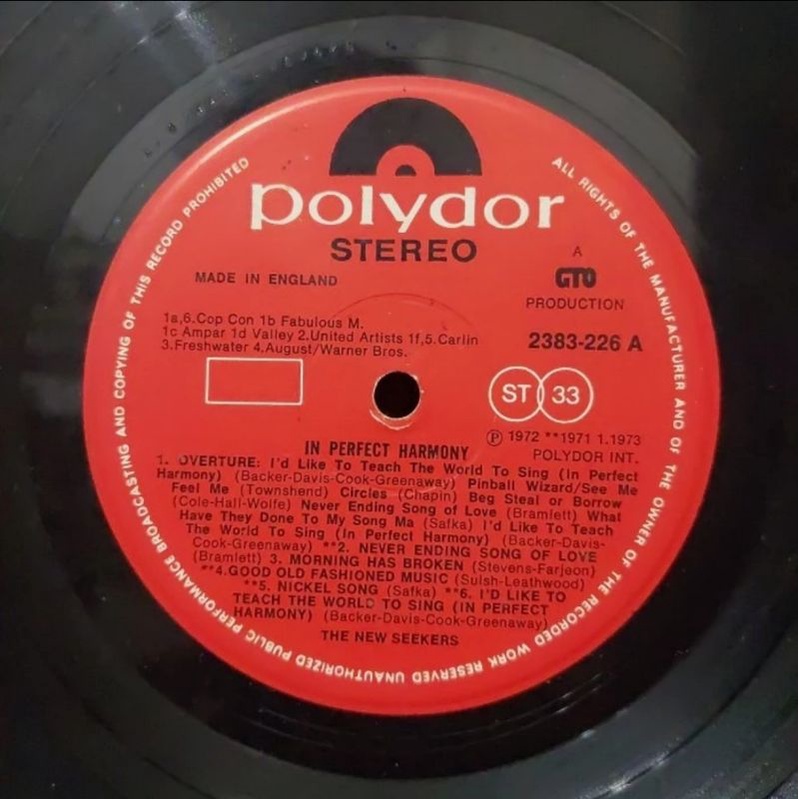 polydor
STEREO
MADE IN ENGLAND
A
GTO
PRODUCTION
1a,6.Cop Con 1b Fabulous M.
1c Ampar 1d Valley 2.United Artists 1f,5. Carlin
3.Freshwater 4.August/Warner Bros.
2383-226 A
ST 33
IN PERFECT HARMONY
Ⓟ 1972 **1971 1.1973
POLYDOR INT.
1. OVERTURE: I'd Like To Teach The World To Sing (In Perfect
Harmony) (Backer-Davis-Cook-Greenaway) Pinball Wizard/See Me
Feel Me (Townshend) Circles (Chapin) Beg Steal or Borrow
(Cole-Hall-Wolfe) Never Ending Song of Love (Bramlett) What
Have They Done To My Song Ma (Safka) I'd Like To Teach
The World To Sing (In Perfect Harmony) (Backer-Davis-
Cook-Greenaway) **2. NEVER ENDING SONG OF LOVE
(Bramlett) 3. MORNING HAS BROKEN (Stevens-Farjeon)
**4.GOOD OLD FASHIONED MUSIC (Suish-Leathwood)
**5. NICKEL SONG (Safka) **6. I'D LIKE TO
TEACH THE WORLD TO SING (IN PERFECT
HARMONY) (Backer-Davis-Cook-Greenaway)
THE NEW SEEKERS
ALL RIGHTS OF THE MANUFACTURER AND OF THE OWNER OF THE RECORDED WORK RESERVED UNAUTHORIZED PUBLIC PERFORMANCE BROADCASTING AND COPYING OF THIS RECORD PROHIBITED